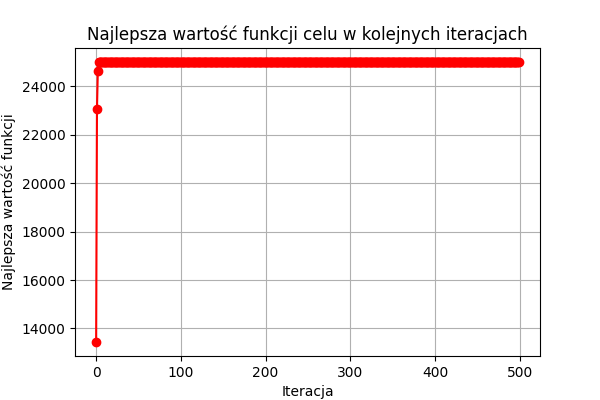 Najlepsza wartość funkcji celu w kolejnych iteracjach
Najlepsza wartość funkcji
24000
22000
20000
18000
16000
14000
0 100 200 300 400 500
Iteracja